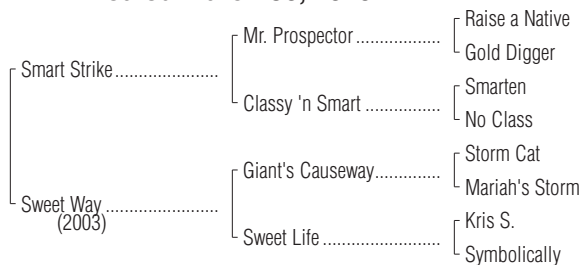 Raise a Native
Mr. Prospector
Gold Digger
Smart Strike
Smarten
Classy 'n Smart
No Class
Storm Cat
Giant's Causeway
Mariah's Storm
Sweet Way
(2003)
Kris S.
Sweet Life
Symbolically